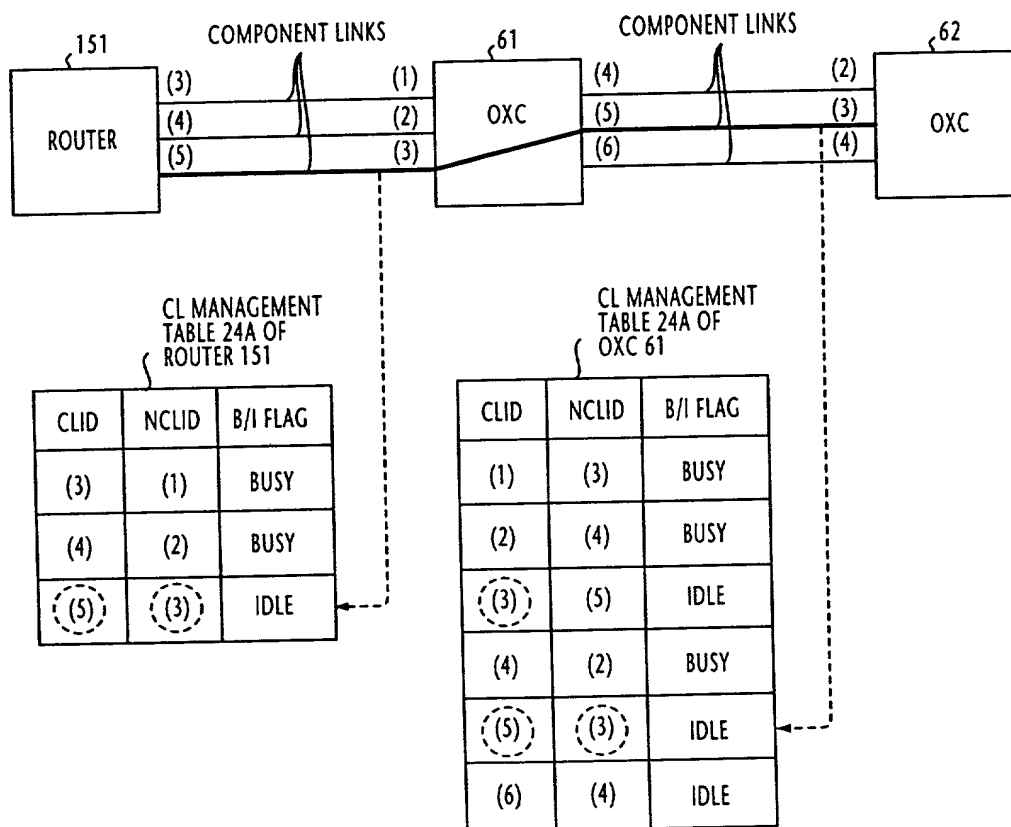 151
COMPONENT LINKS
61
COMPONENT LINKS
62
(3) (1) (4) (2)
ROUTER (4) (2) OXC (5) (3) OXC
(5) (3) (6) (4)
CL MANAGEMENT
TABLE 24A OF
ROUTER 151
CLID NCLID B/I FLAG
(3) (1) BUSY
(4) (2) BUSY
(5) (3) IDLE
CL MANAGEMENT
TABLE 24A OF
OXC 61
CLID NCLID B/I FLAG
(1) (3) BUSY
(2) (4) BUSY
(3) (5) IDLE
(4) (2) BUSY
(5) (3) IDLE
(6) (4) IDLE